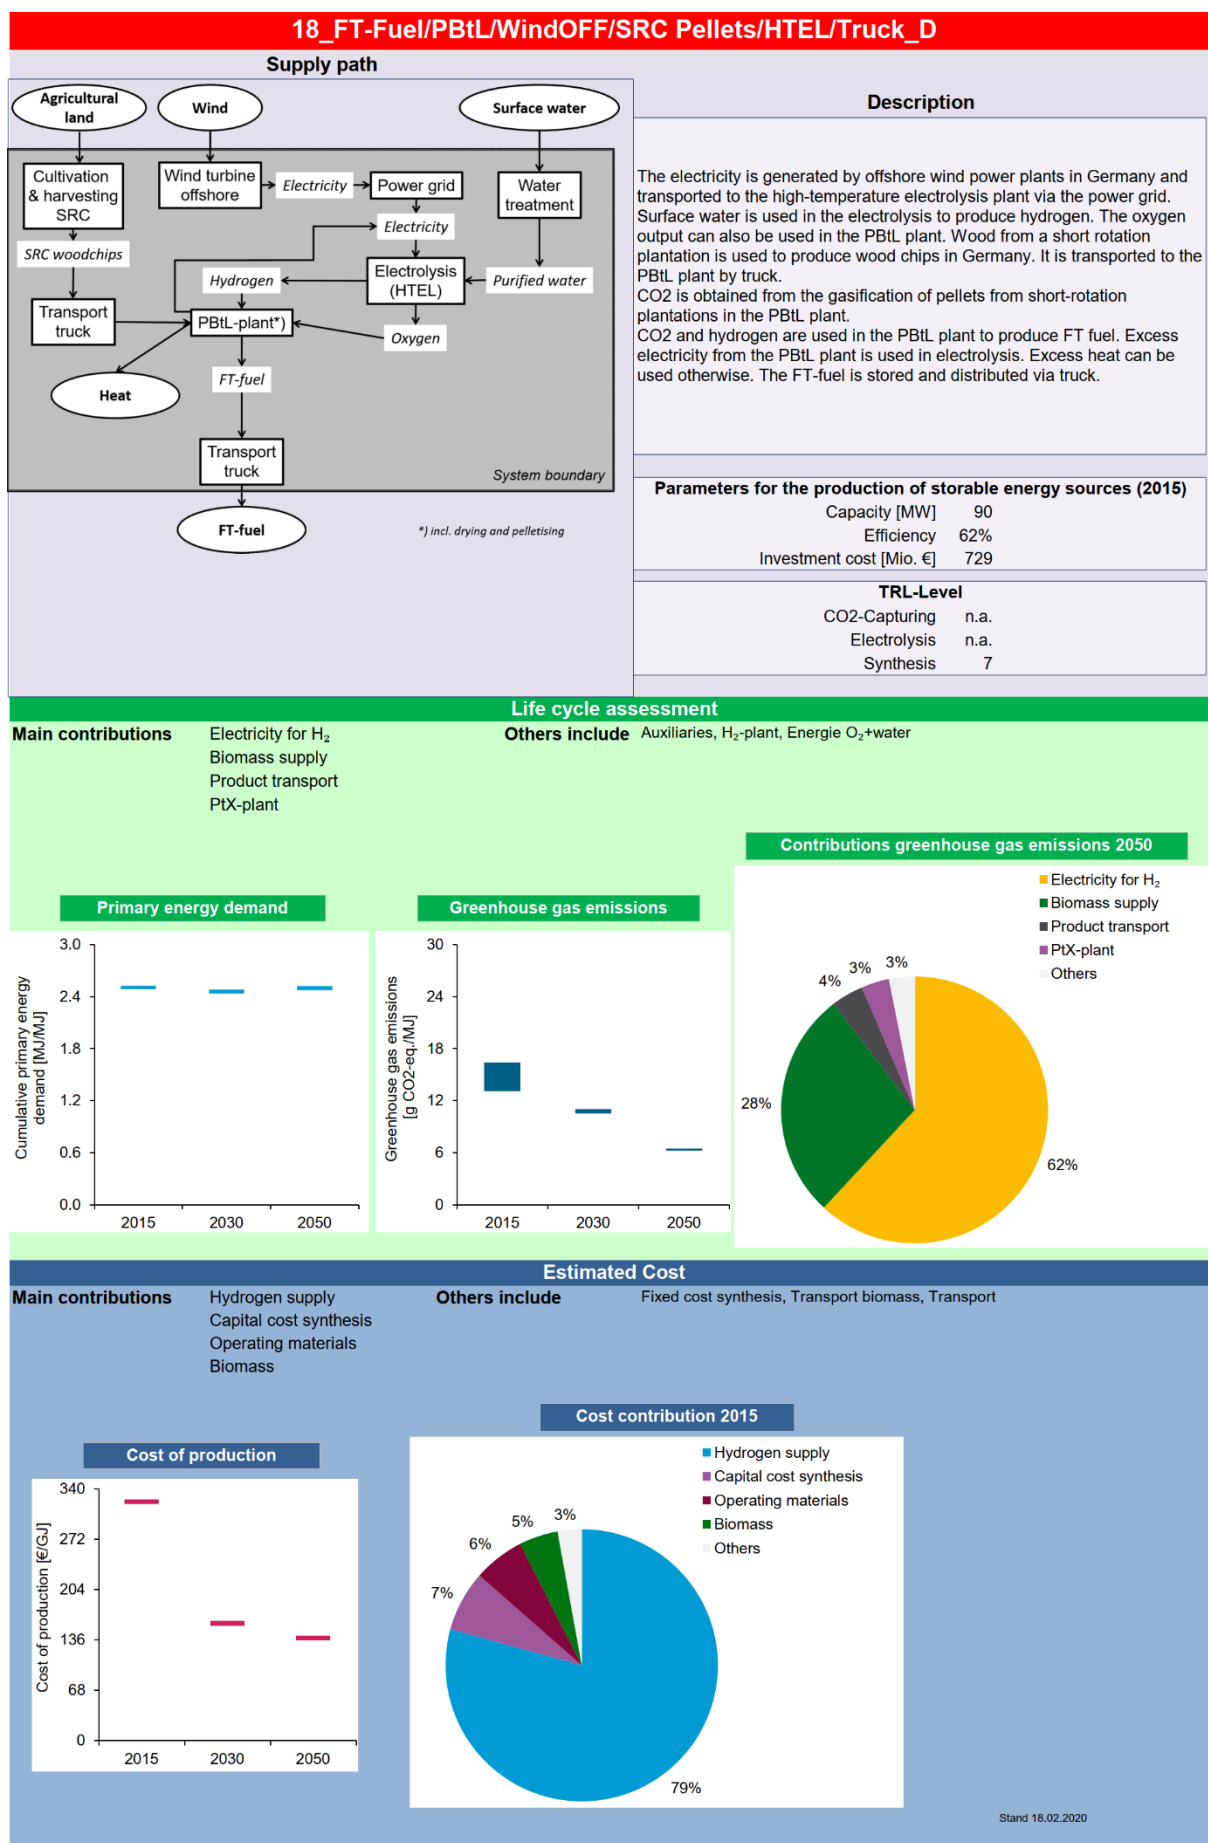 18_FT-Fuel/PBtL/WindOFF/SRC Pellets/HTEL/Truck_D
Supply path
Agricultural
land
Wind
Surface water
Cultivation
& harvesting
SRC
Wind turbine
offshore
Electricity
Power grid
Water
treatment
Electricity
SRC woodchips
Hydrogen
Electrolysis
(HTEL)
Purified water
Transport
truck
PBtL-plant*)
Oxygen
FT-fuel
Heat
Transport
truck
System boundary
FT-fuel
*) incl. drying and pelletising
Description
The electricity is generated by offshore wind power plants in Germany and
transported to the high-temperature electrolysis plant via the power grid.
Surface water is used in the electrolysis to produce hydrogen. The oxygen
output can also be used in the PBtL plant. Wood from a short rotation
plantation is used to produce wood chips in Germany. It is transported to the
PBtL plant by truck.
CO2 is obtained from the gasification of pellets from short-rotation
plantations in the PBtL plant.
CO2 and hydrogen are used in the PBtL plant to produce FT fuel. Excess
electricity from the PBtL plant is used in electrolysis. Excess heat can be
used otherwise. The FT-fuel is stored and distributed via truck.
Parameters for the production of storable energy sources (2015)
Capacity [MW] 90
Efficiency 62%
Investment cost [Mio. €] 729
TRL-Level
CO2-Capturing n.a.
Electrolysis n.a.
Synthesis 7
Life cycle assessment
Main contributions
Electricity for H₂
Biomass supply
Product transport
PtX-plant
Others include
Auxiliaries, H₂-plant, Energie O₂+water
Primary energy demand
Cumulative primary energy
demand [MJ/MJ]
3.0
2.4
1.8
1.2
0.6
0.0
2015 2030 2050
Greenhouse gas emissions
Greenhouse gas emissions
[g CO2-eq./MJ]
30
24
18
12
6
0
2015 2030 2050
Contributions greenhouse gas emissions 2050
Electricity for H₂
Biomass supply
Product transport
PtX-plant
Others
4%
3%
3%
28%
62%
Estimated Cost
Main contributions
Hydrogen supply
Capital cost synthesis
Operating materials
Biomass
Others include
Fixed cost synthesis, Transport biomass, Transport
Cost of production
Cost of production [€/GJ]
340
272
204
136
68
0
2015 2030 2050
Cost contribution 2015
Hydrogen supply
Capital cost synthesis
Operating materials
Biomass
Others
3%
5%
6%
7%
79%
Stand 18.02.2020